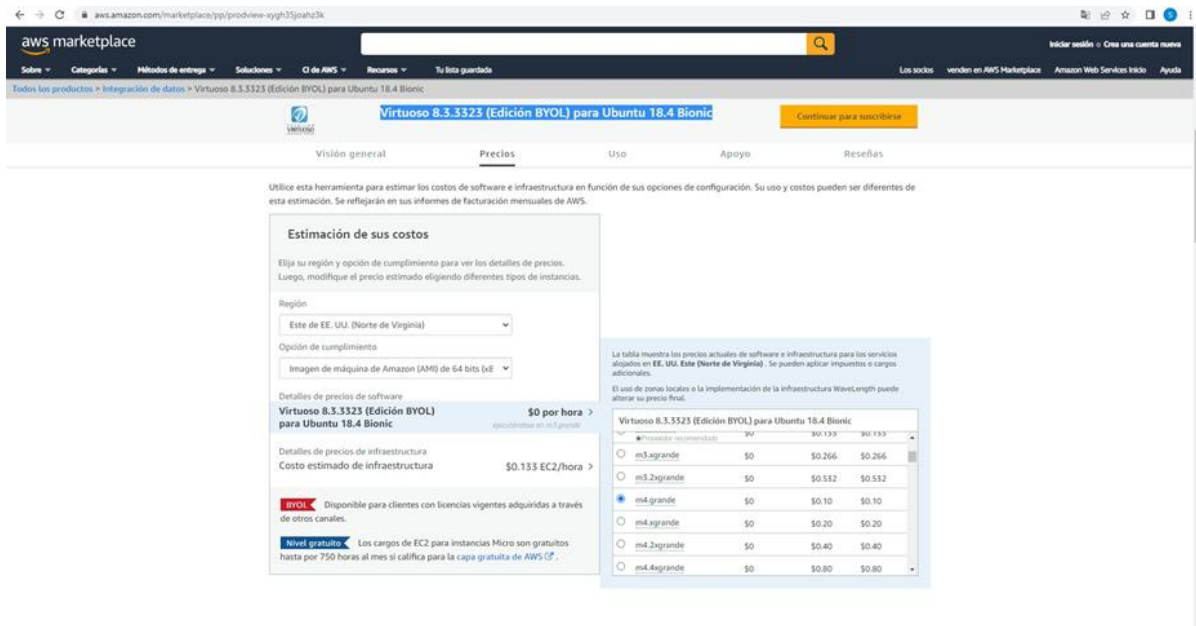 aws.amazon.com/marketplace/pp/prodview-xygh35joahz3k
aws marketplace
Iniciar sesión o Crea una cuenta nueva
Sobre Categorías Métodos de entrega Soluciones CI de AWS Recursos Tu lista guardada Los socios venden en AWS Marketplace Amazon Web Services Inicio Ayuda
Todos los productos > Integración de datos > Virtuoso 8.3.3323 (Edición BYOL) para Ubuntu 18.4 Bionic
VIRTUOSO
Virtuoso 8.3.3323 (Edición BYOL) para Ubuntu 18.4 Bionic
Continuar para suscribirse
Visión general Precios Uso Apoyo Reseñas
Utilice esta herramienta para estimar los costos de software e infraestructura en función de sus opciones de configuración. Su uso y costos pueden ser diferentes de
esta estimación. Se reflejarán en sus informes de facturación mensuales de AWS.
Estimación de sus costos
Elija su región y opción de cumplimiento para ver los detalles de precios.
Luego, modifique el precio estimado eligiendo diferentes tipos de instancias.
Región
Este de EE. UU. (Norte de Virginia)
Opción de cumplimiento
Imagen de máquina de Amazon (AMI) de 64 bits (x8
Detalles de precios de software
Virtuoso 8.3.3323 (Edición BYOL) $0 por hora >
para Ubuntu 18.4 Bionic ejecutándose en m3.grande
Detalles de precios de infraestructura
Costo estimado de infraestructura $0.133 EC2/hora >
BYOL Disponible para clientes con licencias vigentes adquiridas a través
de otros canales.
Nivel gratuito Los cargos de EC2 para instancias Micro son gratuitos
hasta por 750 horas al mes si califica para la capa gratuita de AWS .
La tabla muestra los precios actuales de software e infraestructura para los servicios
alojados en EE. UU. Este (Norte de Virginia) . Se pueden aplicar impuestos o cargos
adicionales.
El uso de zonas locales o la implementación de la infraestructura WaveLength puede
alterar su precio final.
Virtuoso 8.3.3323 (Edición BYOL) para Ubuntu 18.4 Bionic
★Proveedor recomendado $0 $0.133 $0.133
m3.xgrande $0 $0.266 $0.266
m3.2xgrande $0 $0.532 $0.532
m4.grande $0 $0.10 $0.10
m4.xgrande $0 $0.20 $0.20
m4.2xgrande $0 $0.40 $0.40
m4.4xgrande $0 $0.80 $0.80